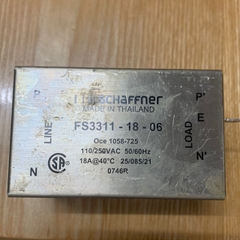 SCHAFFNER
MADE IN THAILAND
FS3311 - 18 - 06
Oce 1058-725
110/250VAC 50/60Hz
18A@40°C 25/085/21
0746P
P
LINE
N
P'
E
LOAD
N'